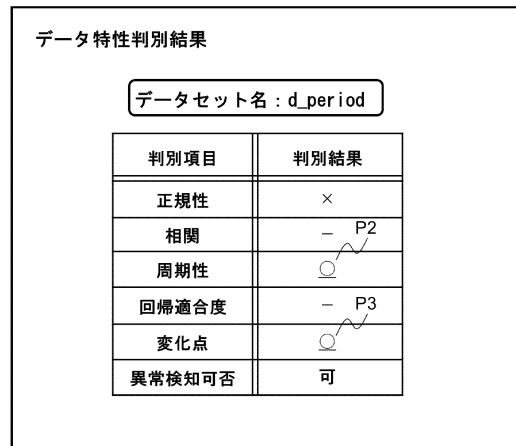 データ特性判別結果
データセット名：d_period
判別項目 判別結果
正規性 ×
相関 － P2
周期性 ○
回帰適合度 － P3
変化点 ○
異常検知可否 可